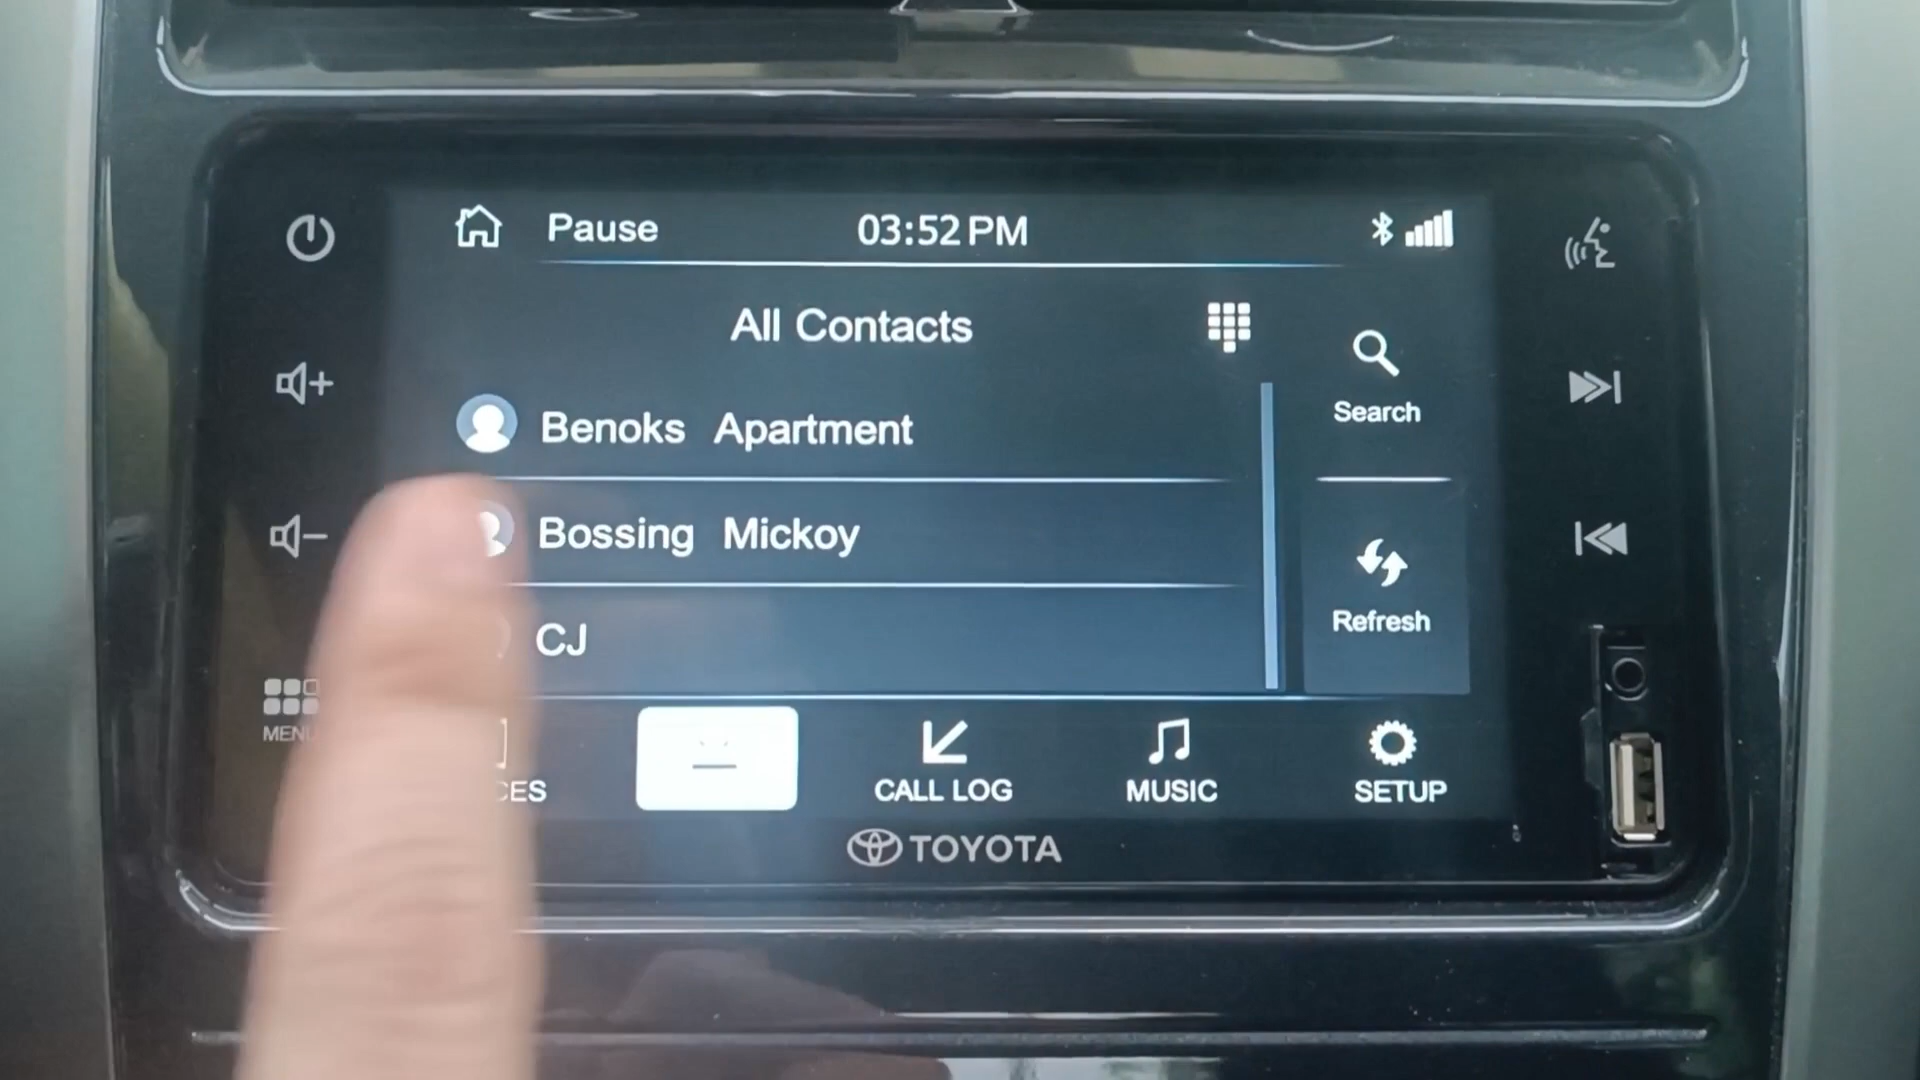 Pause 03:52 PM
All Contacts
Search
Benoks Apartment
Bossing Mickoy
Refresh
CJ
CALL LOG
MUSIC
SETUP
TOYOTA